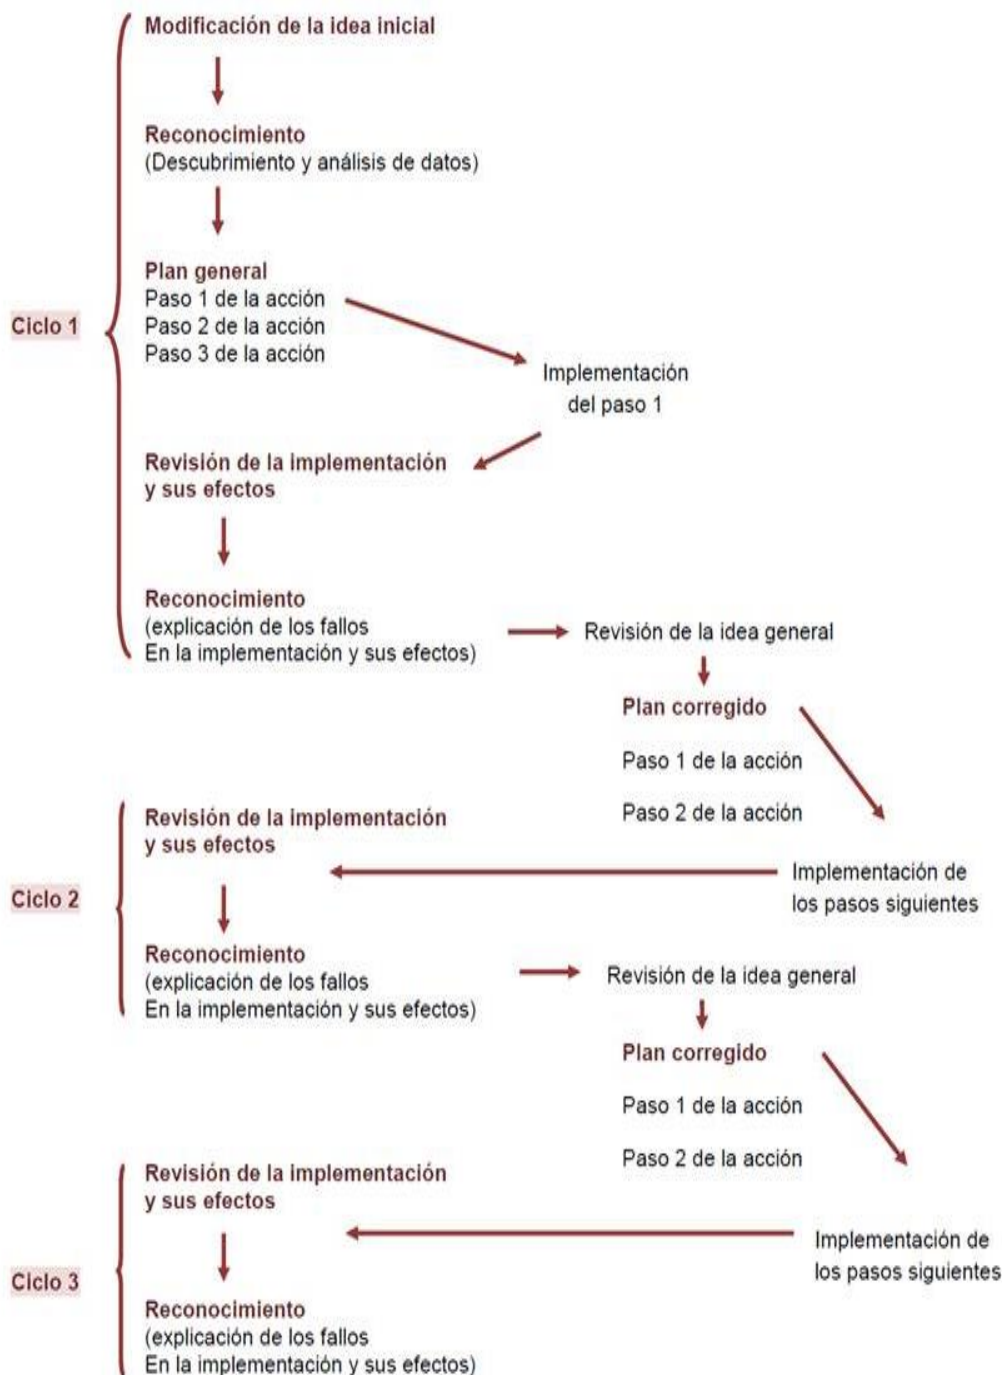 Modificación de la idea inicial
Reconocimiento
(Descubrimiento y análisis de datos)
Plan general
Paso 1 de la acción
Ciclo 1
Paso 2 de la acción
Paso 3 de la acción
Implementación
del paso 1
Revisión de la implementación
y sus efectos
Reconocimiento
(explicación de los fallos
En la implementación y sus efectos)
Revisión de la idea general
Plan corregido
Paso 1 de la acción
Paso 2 de la acción
Implementación de
los pasos siguientes
Ciclo 2
Revisión de la implementación
y sus efectos
Reconocimiento
(explicación de los fallos
En la implementación y sus efectos)
Revisión de la idea general
Plan corregido
Paso 1 de la acción
Paso 2 de la acción
Implementación de
los pasos siguientes
Ciclo 3
Revisión de la implementación
y sus efectos
Reconocimiento
(explicación de los fallos
En la implementación y sus efectos)